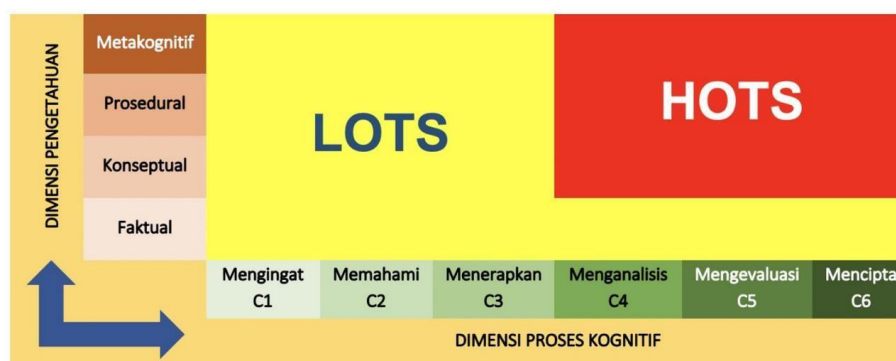 DIMENSI PENGETAHUAN
Metakognitif
Prosedural
Konseptual
Faktual
LOTS
HOTS
Mengingat
C1
Memahami
C2
Menerapkan
C3
Menganalisis
C4
Mengevaluasi
C5
Mencipta
C6
DIMENSI PROSES KOGNITIF